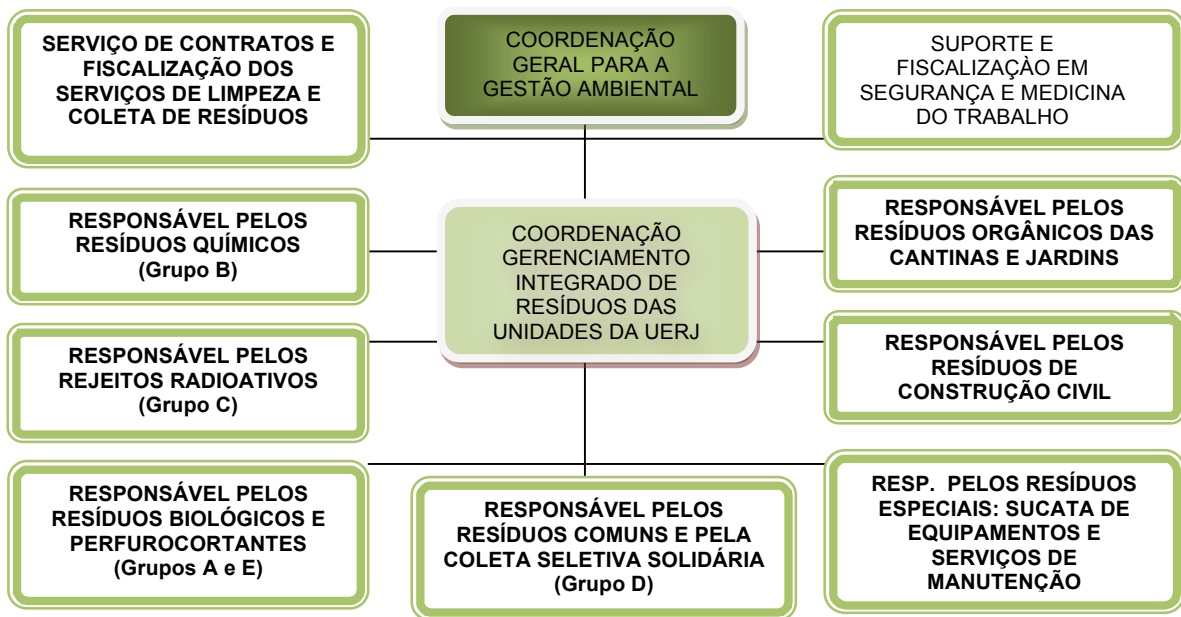 SERVIÇO DE CONTRATOS E
FISCALIZAÇÃO DOS
SERVIÇOS DE LIMPEZA E
COLETA DE RESÍDUOS
COORDENAÇÃO
GERAL PARA A
GESTÃO AMBIENTAL
SUPORTE E
FISCALIZAÇÀO EM
SEGURANÇA E MEDICINA
DO TRABALHO
RESPONSÁVEL PELOS
RESÍDUOS QUÍMICOS
(Grupo B)
COORDENAÇÃO
GERENCIAMENTO
INTEGRADO DE
RESÍDUOS DAS
UNIDADES DA UERJ
RESPONSÁVEL PELOS
RESÍDUOS ORGÂNICOS DAS
CANTINAS E JARDINS
RESPONSÁVEL PELOS
REJEITOS RADIOATIVOS
(Grupo C)
RESPONSÁVEL PELOS
RESÍDUOS DE
CONSTRUÇÃO CIVIL
RESPONSÁVEL PELOS
RESÍDUOS BIOLÓGICOS E
PERFUROCORTANTES
(Grupos A e E)
RESPONSÁVEL PELOS
RESÍDUOS COMUNS E PELA
COLETA SELETIVA SOLIDÁRIA
(Grupo D)
RESP. PELOS RESÍDUOS
ESPECIAIS: SUCATA DE
EQUIPAMENTOS E
SERVIÇOS DE
MANUTENÇÃO